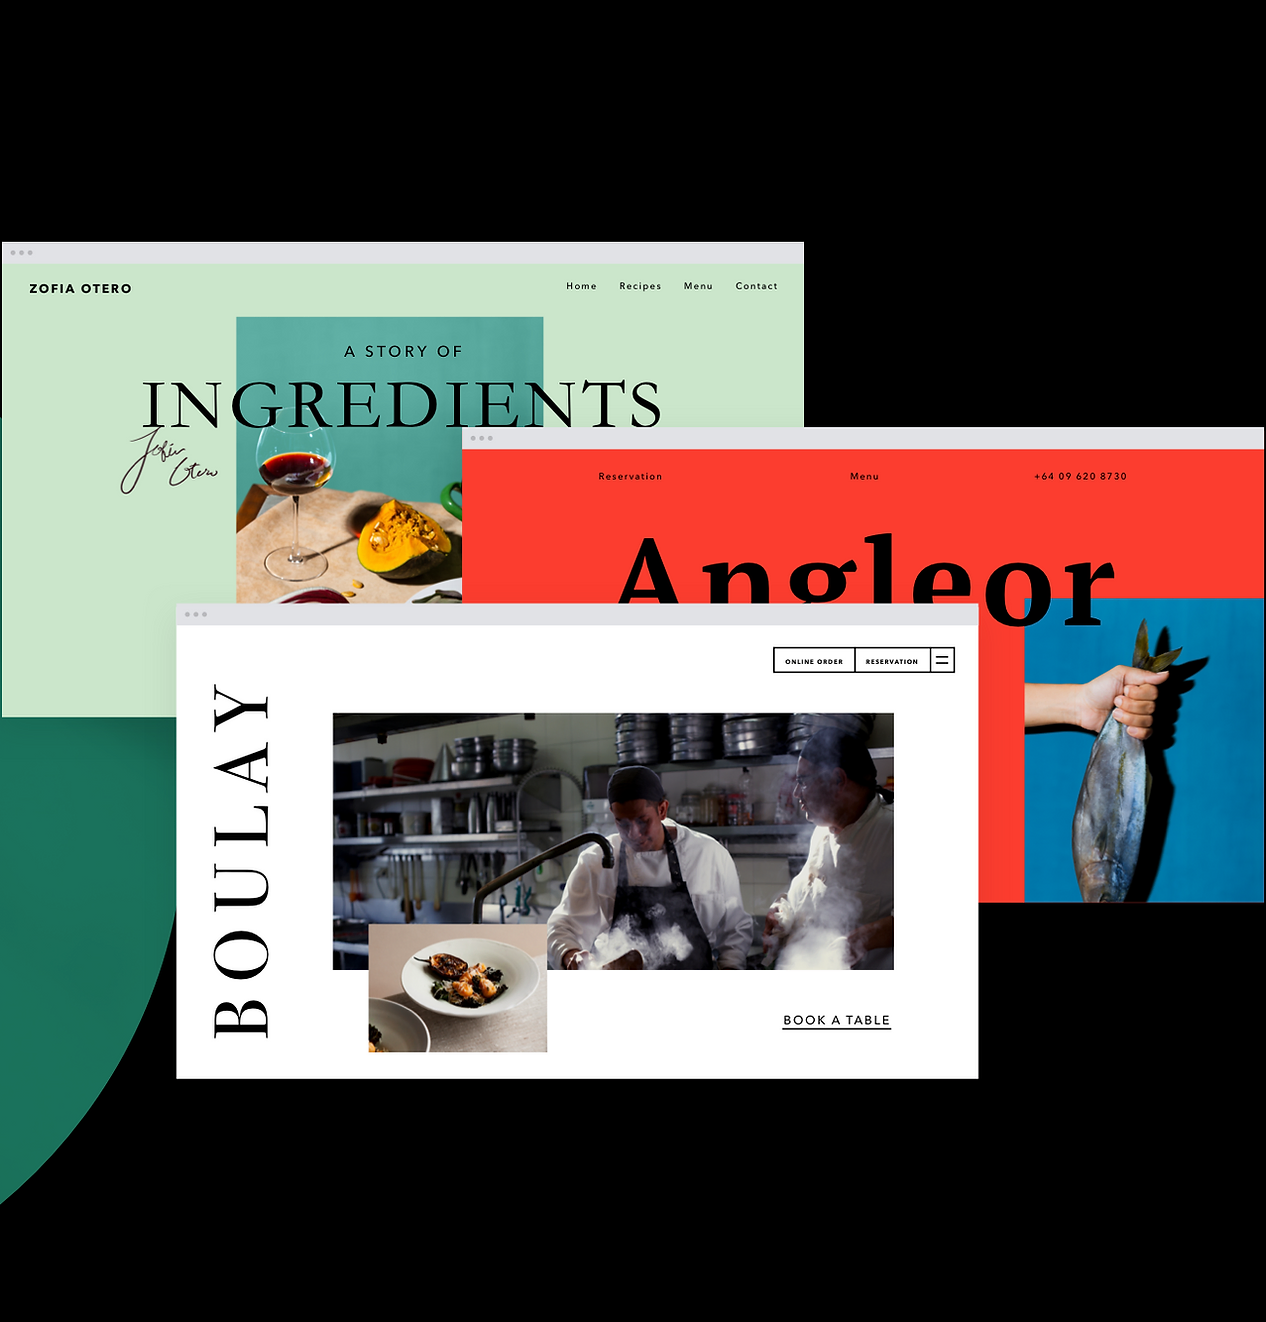 ZOFIA OTERO
Home Recipes Menu Contact
A STORY OF
INGREDIENTS
Zofia
Otero
Reservation Menu +64 09 620 8730
Angleor
ONLINE ORDER RESERVATION
BOULAY
BOOK A TABLE